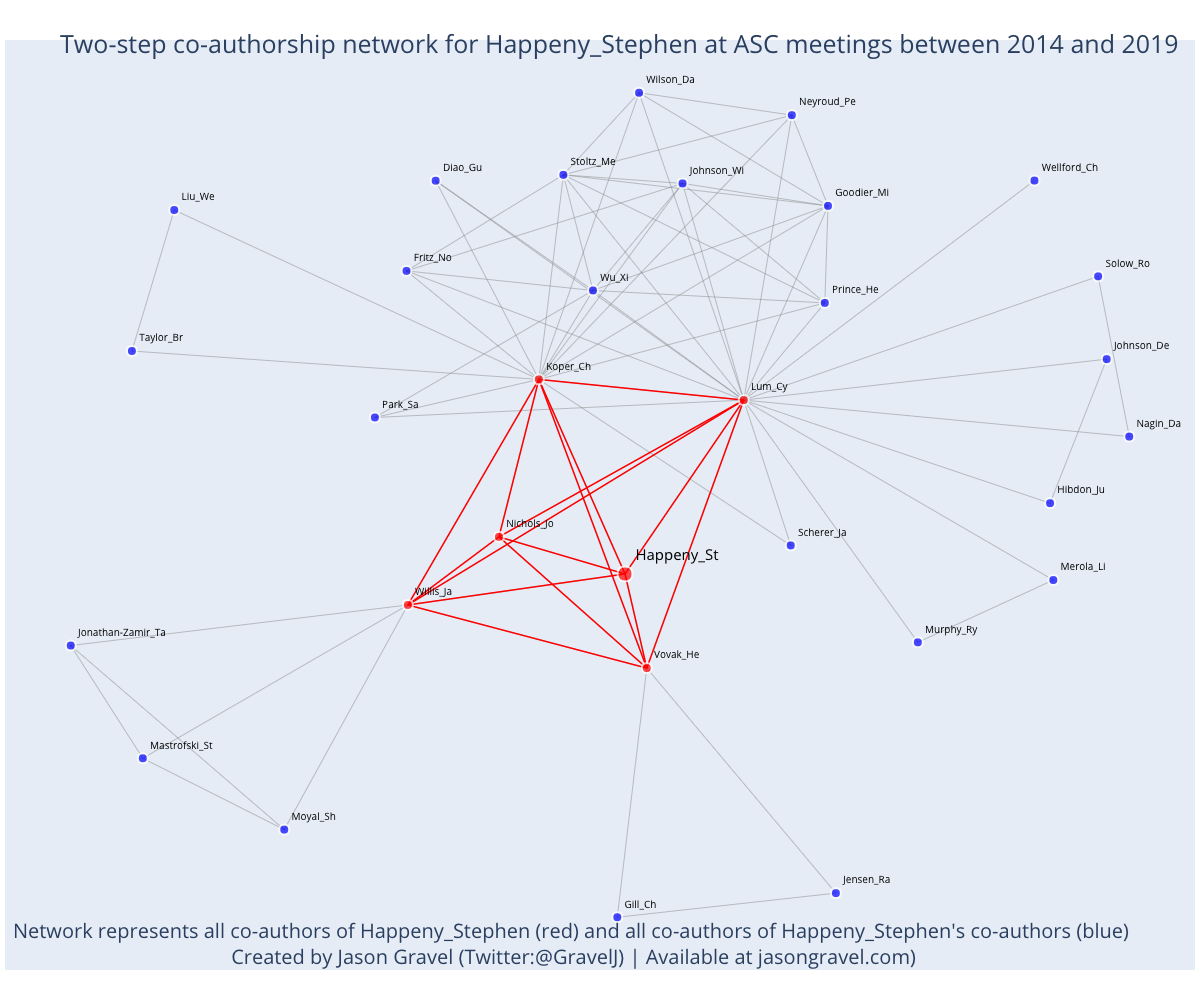 Two-step co-authorship network for Happeny_Stephen at ASC meetings between 2014 and 2019
Wilson_Da
Neyroud_Pe
Stoltz_Me
Diao_Gu
Johnson_Wi
Wellford_Ch
Liu_We
Goodier_Mi
Fritz_No
Solow_Ro
Wu_Xi
Prince_He
Taylor_Br
Johnson_De
Koper_Ch
Lum_Cy
Park_Sa
Nagin_Da
Hibdon_Ju
Nichols_Jo
Scherer_Ja
Happeny_St
Merola_Li
Willis_Ja
Murphy_Ry
Jonathan-Zamir_Ta
Vovak_He
Mastrofski_St
Moyal_Sh
Jensen_Ra
Gill_Ch
Network represents all co-authors of Happeny_Stephen (red) and all co-authors of Happeny_Stephen's co-authors (blue)
Created by Jason Gravel (Twitter:@GravelJ) | Available at jasongravel.com)